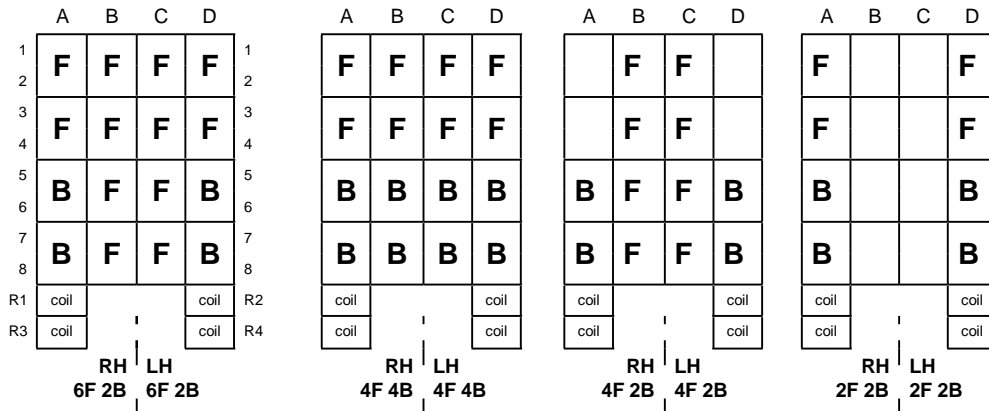 A B C D A B C D A B C D A B C D
1 1
F F F F F F F F F F F F
2 2
3 3
F F F F F F F F F F F F
4 4
5 5
B F F B B B B B B F F B B B
6 6
7 7
B F F B B B B B B F F B B B
8 8
R1 coil coil R2 coil coil coil coil coil coil
R3 coil coil R4 coil coil coil coil coil coil
RH LH RH LH RH LH RH LH
6F 2B 6F 2B 4F 4B 4F 4B 4F 2B 4F 2B 2F 2B 2F 2B